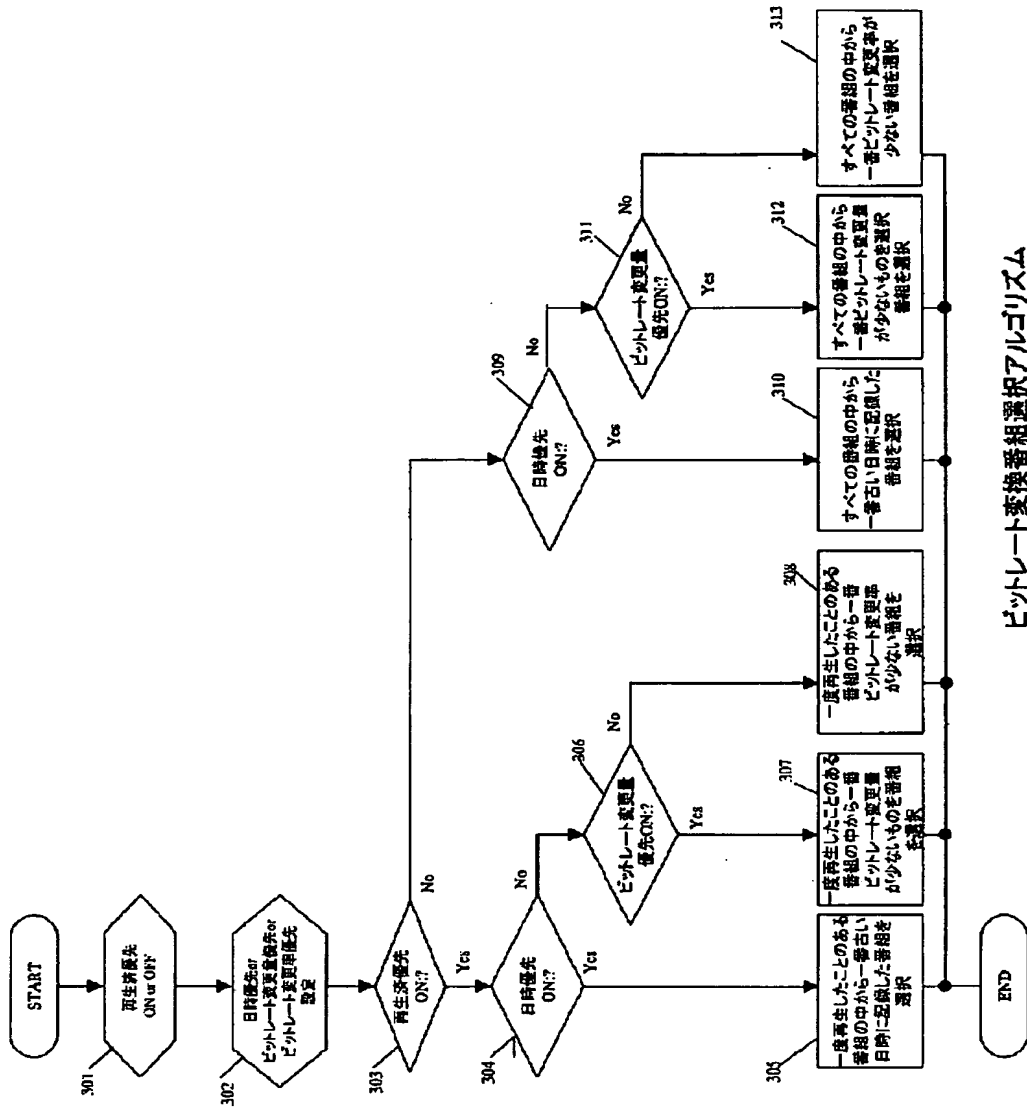 START
301
再生済優先
ON or OFF
302
日時優先or
ビットレート変更量優先or
ビットレート変更率優先
設定
303
再生済優先
ON:?
Yes
No
304
日時優先
ON:?
Yes
No
305
一度再生したことのある
番組の中から一番古い
日時に記録した番組を
選択
306
ビットレート変更量
優先ON:?
Yes
No
307
一度再生したことのある
番組の中から一番
ビットレート変更量
が少ないものを番組
を選択
308
一度再生したことのある
番組の中から一番
ビットレート変更率
が少ない番組を
選択
309
日時優先
ON:?
Yes
No
310
すべての番組の中から
一番古い日時に記録した
番組を選択
311
ビットレート変更量
優先ON:?
Yes
No
312
すべての番組の中から
一番ビットレート変更量
が少ないものを選択
番組を選択
313
すべての番組の中から
一番ビットレート変更率が
少ない番組を選択
END
ビットレート変換番組選択アルゴリズム